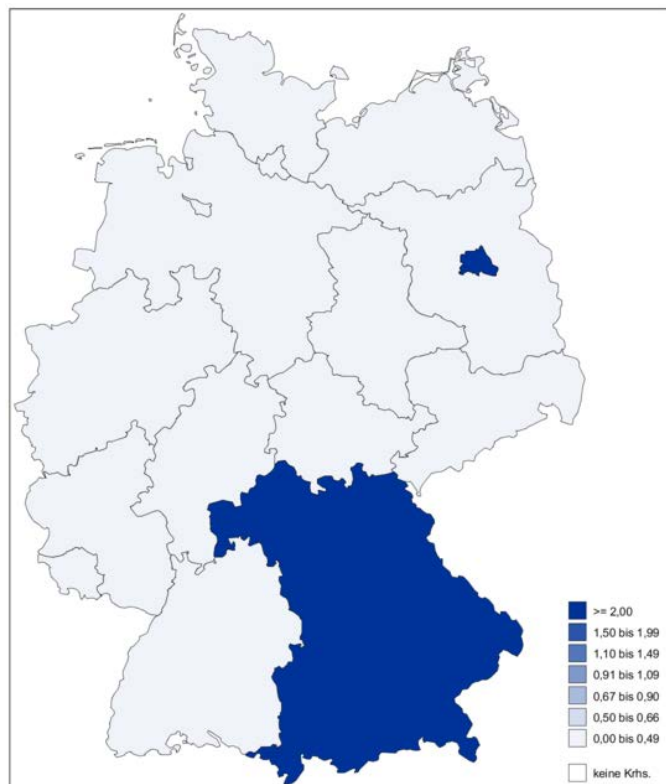 >= 2,00
1,50 bis 1,99
1,10 bis 1,49
0,91 bis 1,09
0,67 bis 0,90
0,50 bis 0,66
0,00 bis 0,49
keine Krhs.